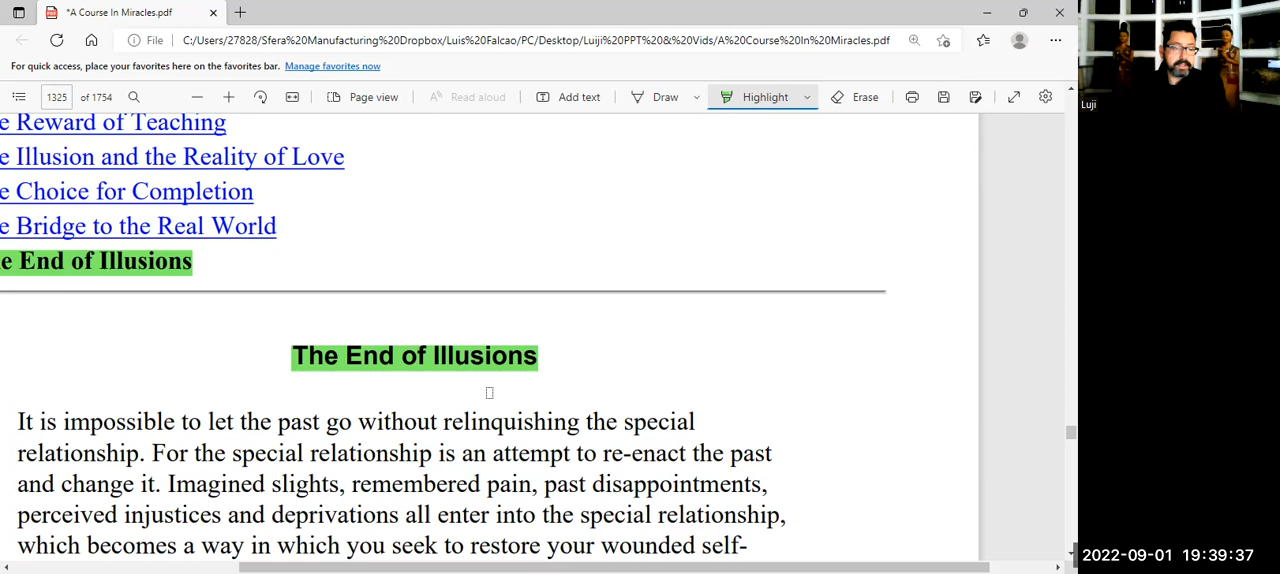 *A Course In Miracles.pdf
File C:/Users/27828/Sfera%20Manufacturing%20Dropbox/Luis%20Falcao/PC/Desktop/Luiji%20PPT%20&%20Vids/A%20Course%20In%20Miracles.pdf
For quick access, place your favorites here on the favorites bar. Manage favorites now
1325 of 1754 Page view Read aloud Add text Draw Highlight Erase
Luji
e Reward of Teaching
e Illusion and the Reality of Love
e Choice for Completion
e Bridge to the Real World
e End of Illusions
The End of Illusions
It is impossible to let the past go without relinquishing the special
relationship. For the special relationship is an attempt to re-enact the past
and change it. Imagined slights, remembered pain, past disappointments,
perceived injustices and deprivations all enter into the special relationship,
which becomes a way in which you seek to restore your wounded self-
2022-09-01 19:39:37